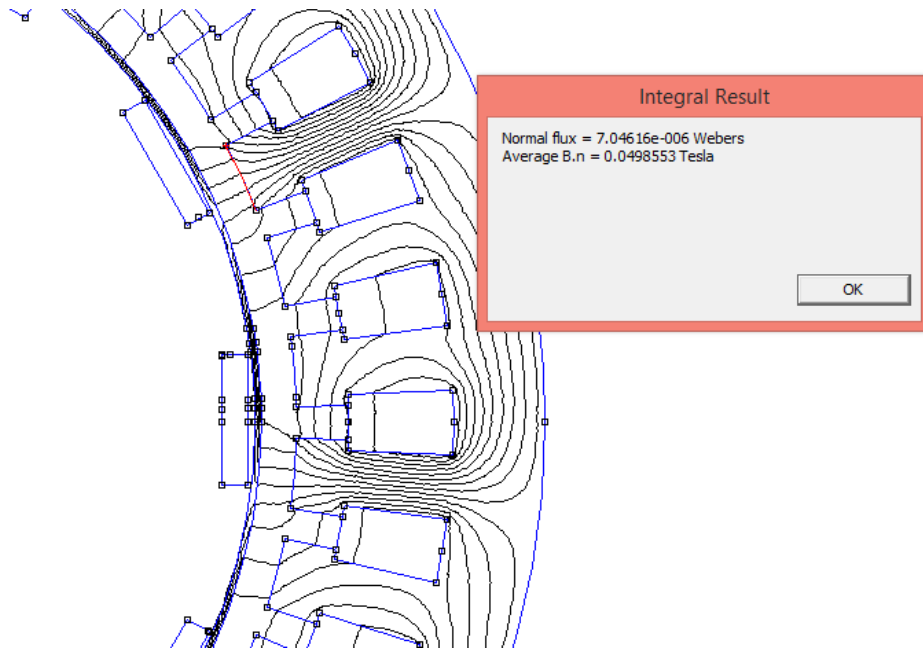 Integral Result
Normal flux = 7.04616e-006 Webers
Average B.n = 0.0498553 Tesla
OK